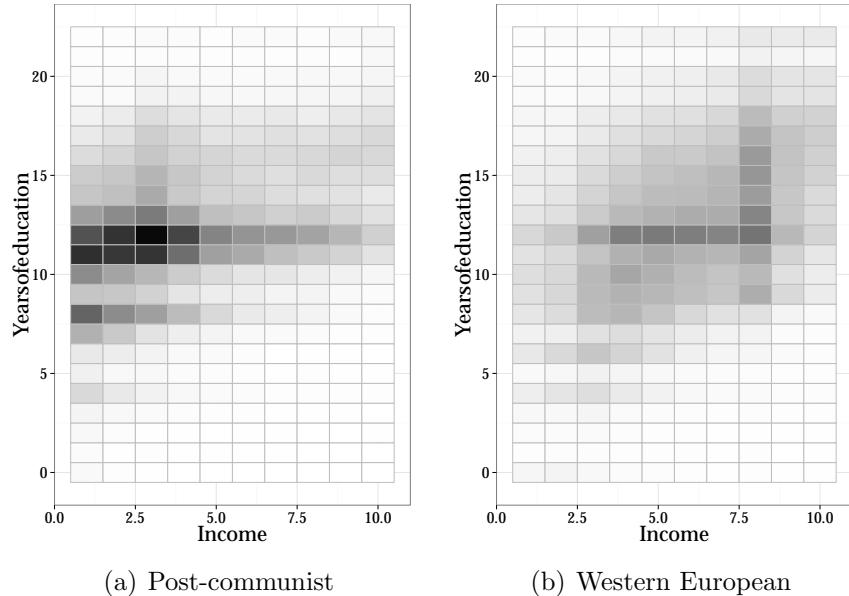 20
15
10
5
0
Yearsofeducation
0.0 2.5 5.0 7.5 10.0
Income
(a) Post-communist
20
15
10
5
0
Yearsofeducation
0.0 2.5 5.0 7.5 10.0
Income
(b) Western European